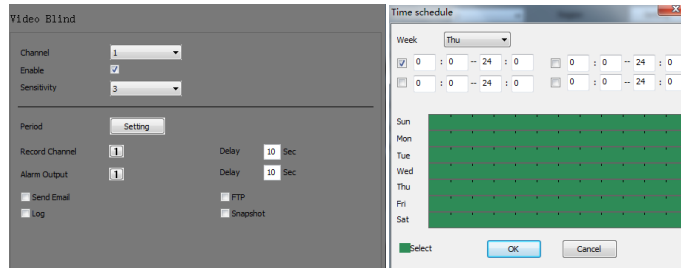 Video Blind
Channel 1
Enable
Sensitivity 3
Period Setting
Record Channel 1 Delay 10 Sec
Alarm Output 1 Delay 10 Sec
Send Email FTP
Log Snapshot
Time schedule
Week Thu
0 : 0 -- 24 : 0 0 : 0 -- 24 : 0
0 : 0 -- 24 : 0 0 : 0 -- 24 : 0
Sun
Mon
Tue
Wed
Thu
Fri
Sat
Select OK Cancel